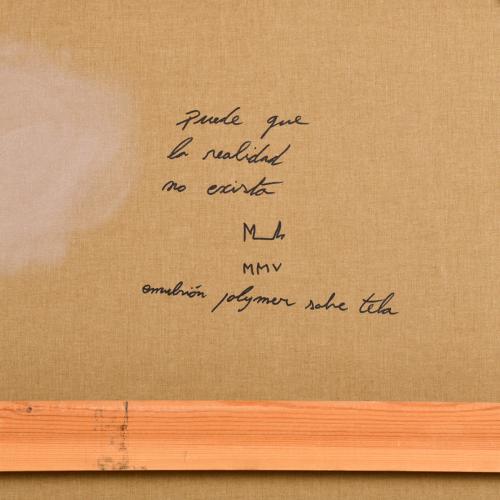 Puede que
la realidad
no exista
MMV
emulsión polymer sobre tela